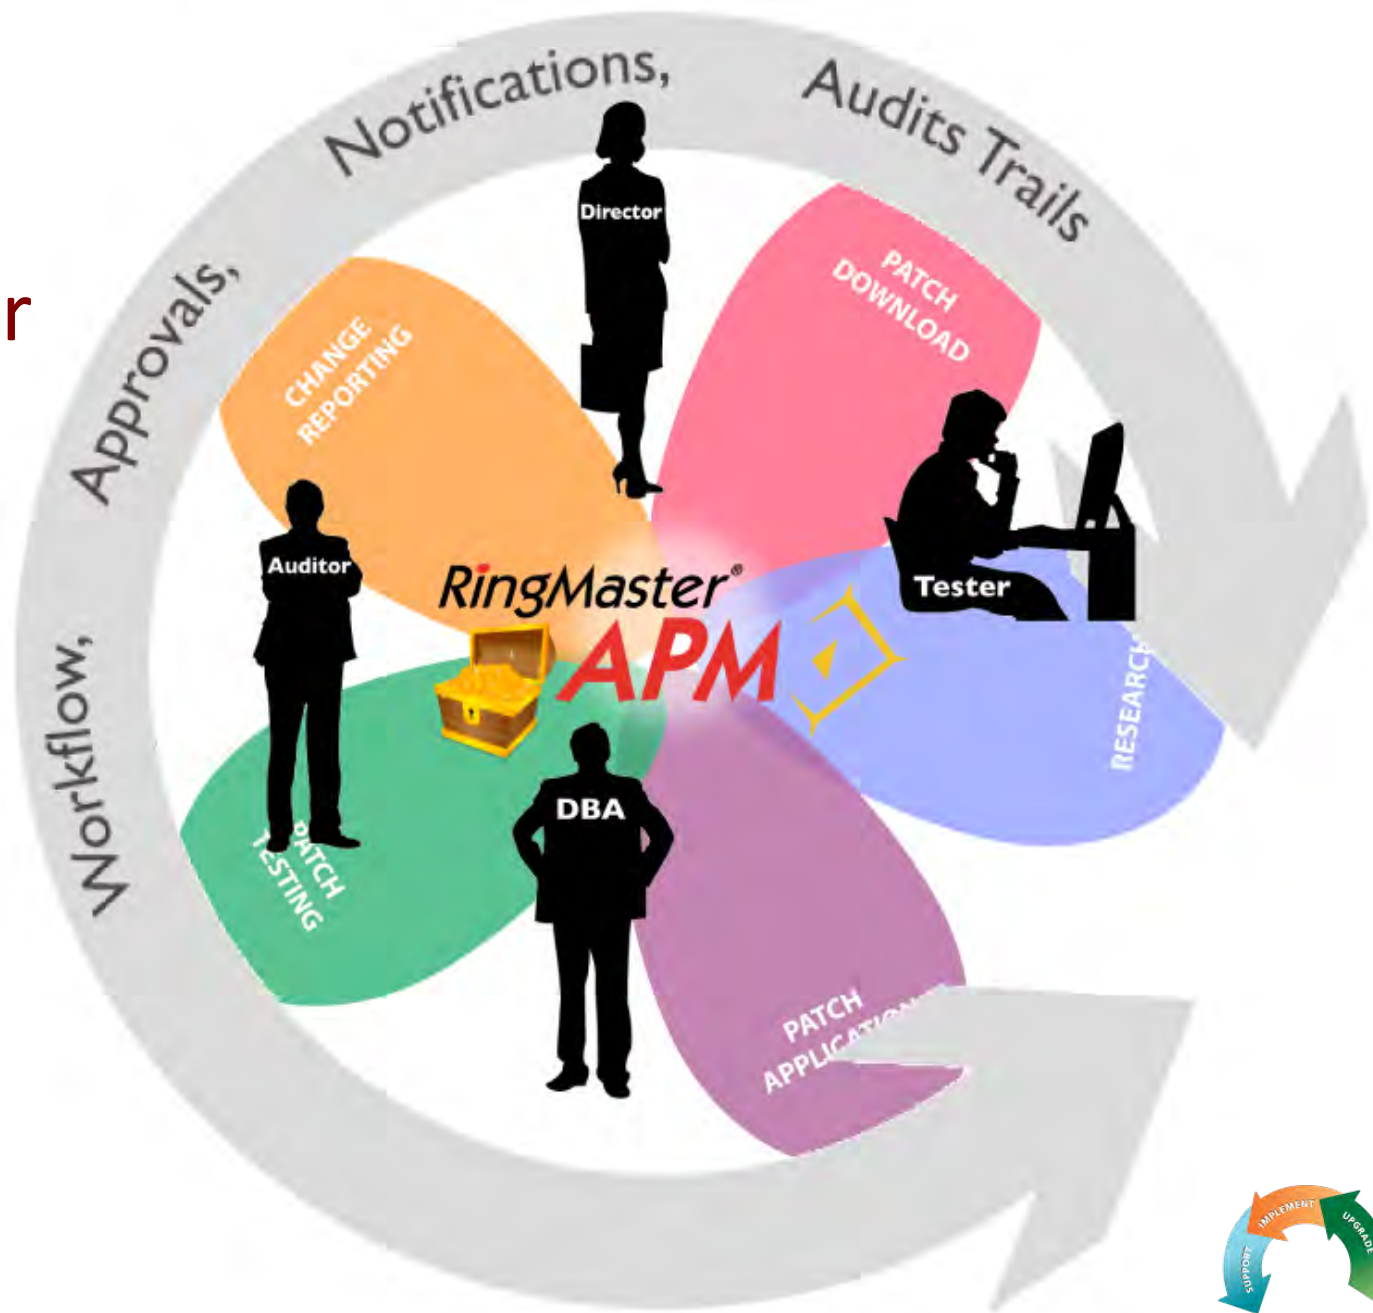 Workflow, Approvals, Notifications, Audits Trails
r
Director
PATCH
DOWNLOAD
CHANGE
REPORTING
Auditor
RingMaster®
APM
Tester
RESEARCH
DBA
PATCH
TESTING
PATCH
APPLICATION
SUPPORT
IMPLEMENT
UPGRADE